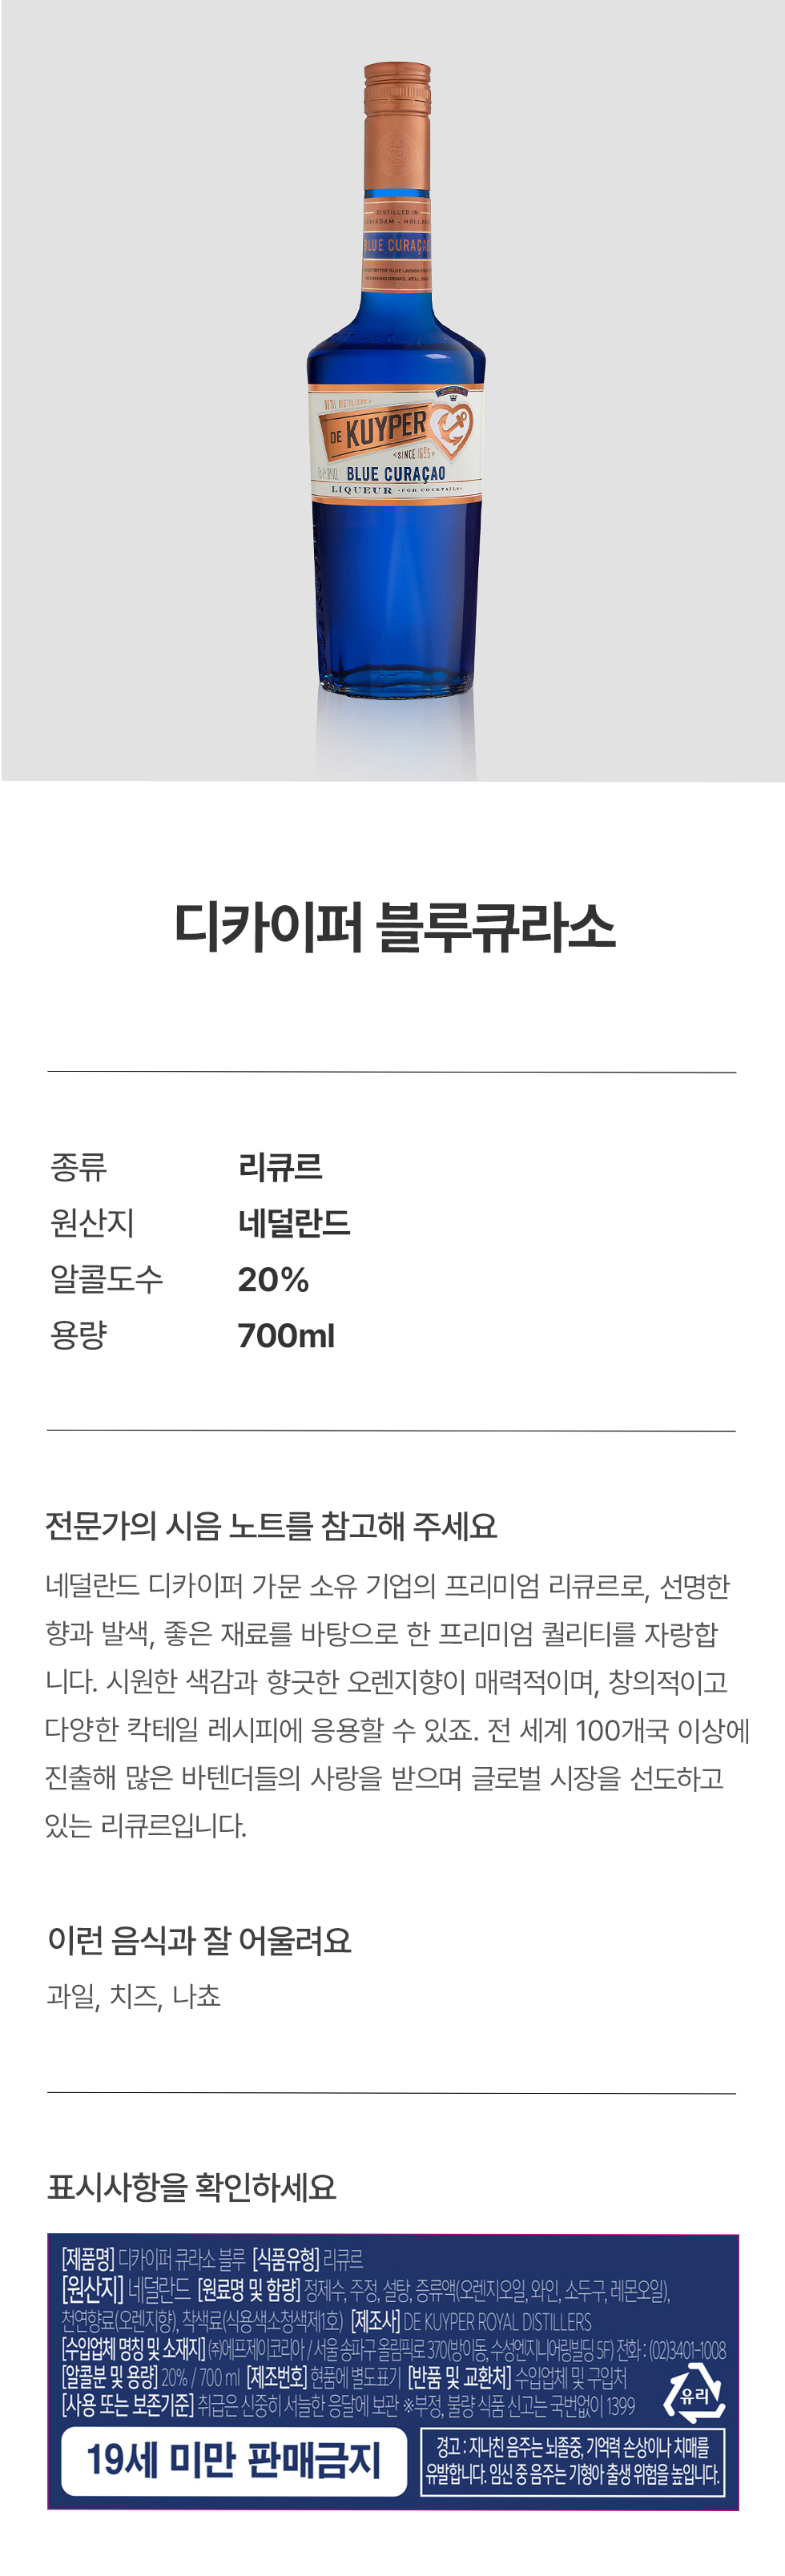 DISTILLED IN
BLUE CURAÇAO
DE KUYPER
SINCE 1695
BLUE CURAÇAO
LIQUEUR -FOR COCKTAILS-
디카이퍼 블루큐라소
종류 리큐르
원산지 네덜란드
알콜도수 20%
용량 700ml
전문가의 시음 노트를 참고해 주세요
네덜란드 디카이퍼 가문 소유 기업의 프리미엄 리큐르로, 선명한
향과 발색, 좋은 재료를 바탕으로 한 프리미엄 퀄리티를 자랑합
니다. 시원한 색감과 향긋한 오렌지향이 매력적이며, 창의적이고
다양한 칵테일 레시피에 응용할 수 있죠. 전 세계 100개국 이상에
진출해 많은 바텐더들의 사랑을 받으며 글로벌 시장을 선도하고
있는 리큐르입니다.
이런 음식과 잘 어울려요
과일, 치즈, 나쵸
표시사항을 확인하세요
[제품명] 디카이퍼 큐라소 블루 [식품유형] 리큐르
[원산지] 네덜란드 [원료명 및 함량] 정제수, 주정, 설탕, 증류액(오렌지오일, 와인, 소두구, 레몬오일),
천연향료(오렌지향), 착색료(식용색소청색제1호) [제조사] DE KUYPER ROYAL DISTILLERS
[수입업체 명칭 및 소재지] ㈜에프제이코리아 / 서울 송파구 올림픽로 370(방이동, 수성엔지니어링빌딩 5F) 전화 : (02)3401-1008
[알콜분 및 용량] 20% / 700 ml [제조번호] 현품에 별도표기 [반품 및 교환처] 수입업체 및 구입처
[사용 또는 보존기준] 취급은 신중히 서늘한 응달에 보관 ※부정, 불량 식품 신고는 국번없이 1399
유리
19세 미만 판매금지
경고 : 지나친 음주는 뇌졸중, 기억력 손상이나 치매를
유발합니다. 임신 중 음주는 기형아 출생 위험을 높입니다.